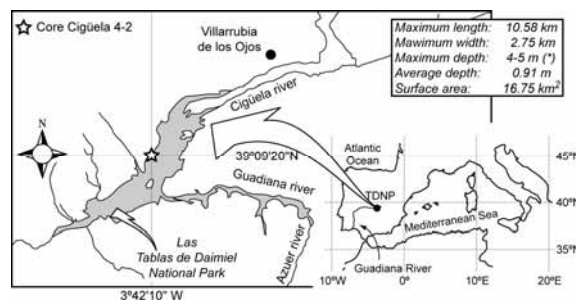 Core Cigüela 4-2
Villarrubia
de los Ojos
Maximum length: 10.58 km
Mawimum width: 2.75 km
Maximum depth: 4-5 m (*)
Average depth: 0.91 m
Surface area: 16.75 km²
Cigüela river
N
39º09'20"N
Guadiana river
Las
Tablas de Daimiel
National Park
Azuer river
3º42'10" W
Atlantic
Ocean
TDNP
Mediterranean Sea
Guadiana River
45ºN
40ºN
35ºN
10ºW
0ºE
10ºE
20ºE